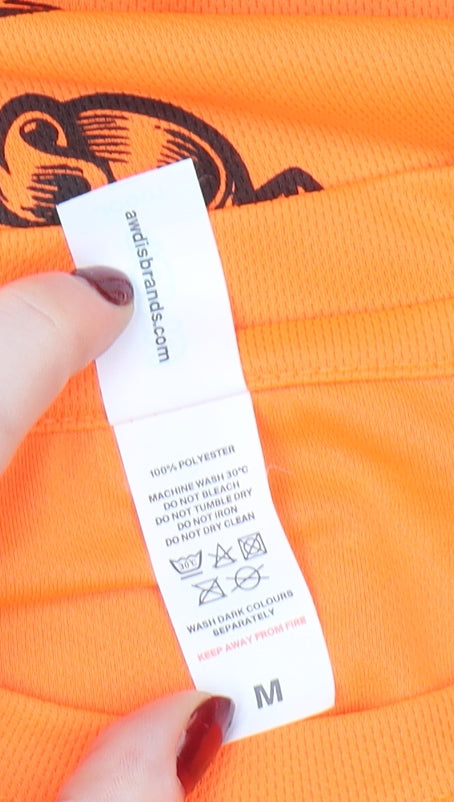 awdisbrands.com
100% POLYESTER
MACHINE WASH 30°C
DO NOT BLEACH
DO NOT TUMBLE DRY
DO NOT IRON
DO NOT DRY CLEAN
30°C
WASH DARK COLOURS
SEPARATELY
KEEP AWAY FROM FIRE
M